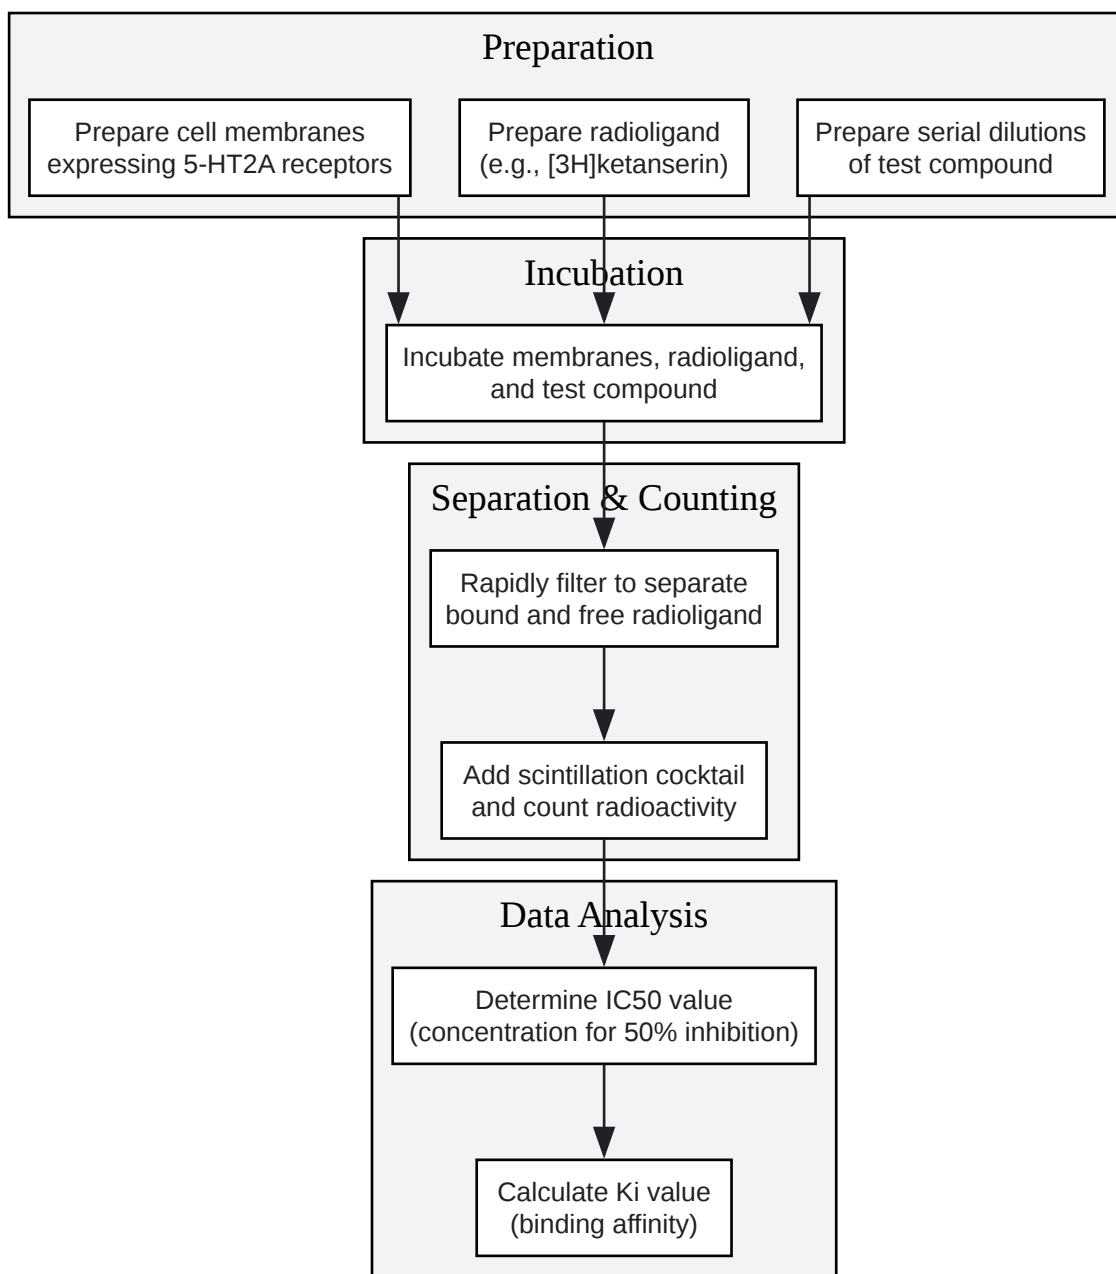 Preparation
Prepare cell membranes
expressing 5-HT2A receptors
Prepare radioligand
(e.g., [3H]ketanserin)
Prepare serial dilutions
of test compound
Incubation
Incubate membranes, radioligand,
and test compound
Separation & Counting
Rapidly filter to separate
bound and free radioligand
Add scintillation cocktail
and count radioactivity
Data Analysis
Determine IC50 value
(concentration for 50% inhibition)
Calculate Ki value
(binding affinity)